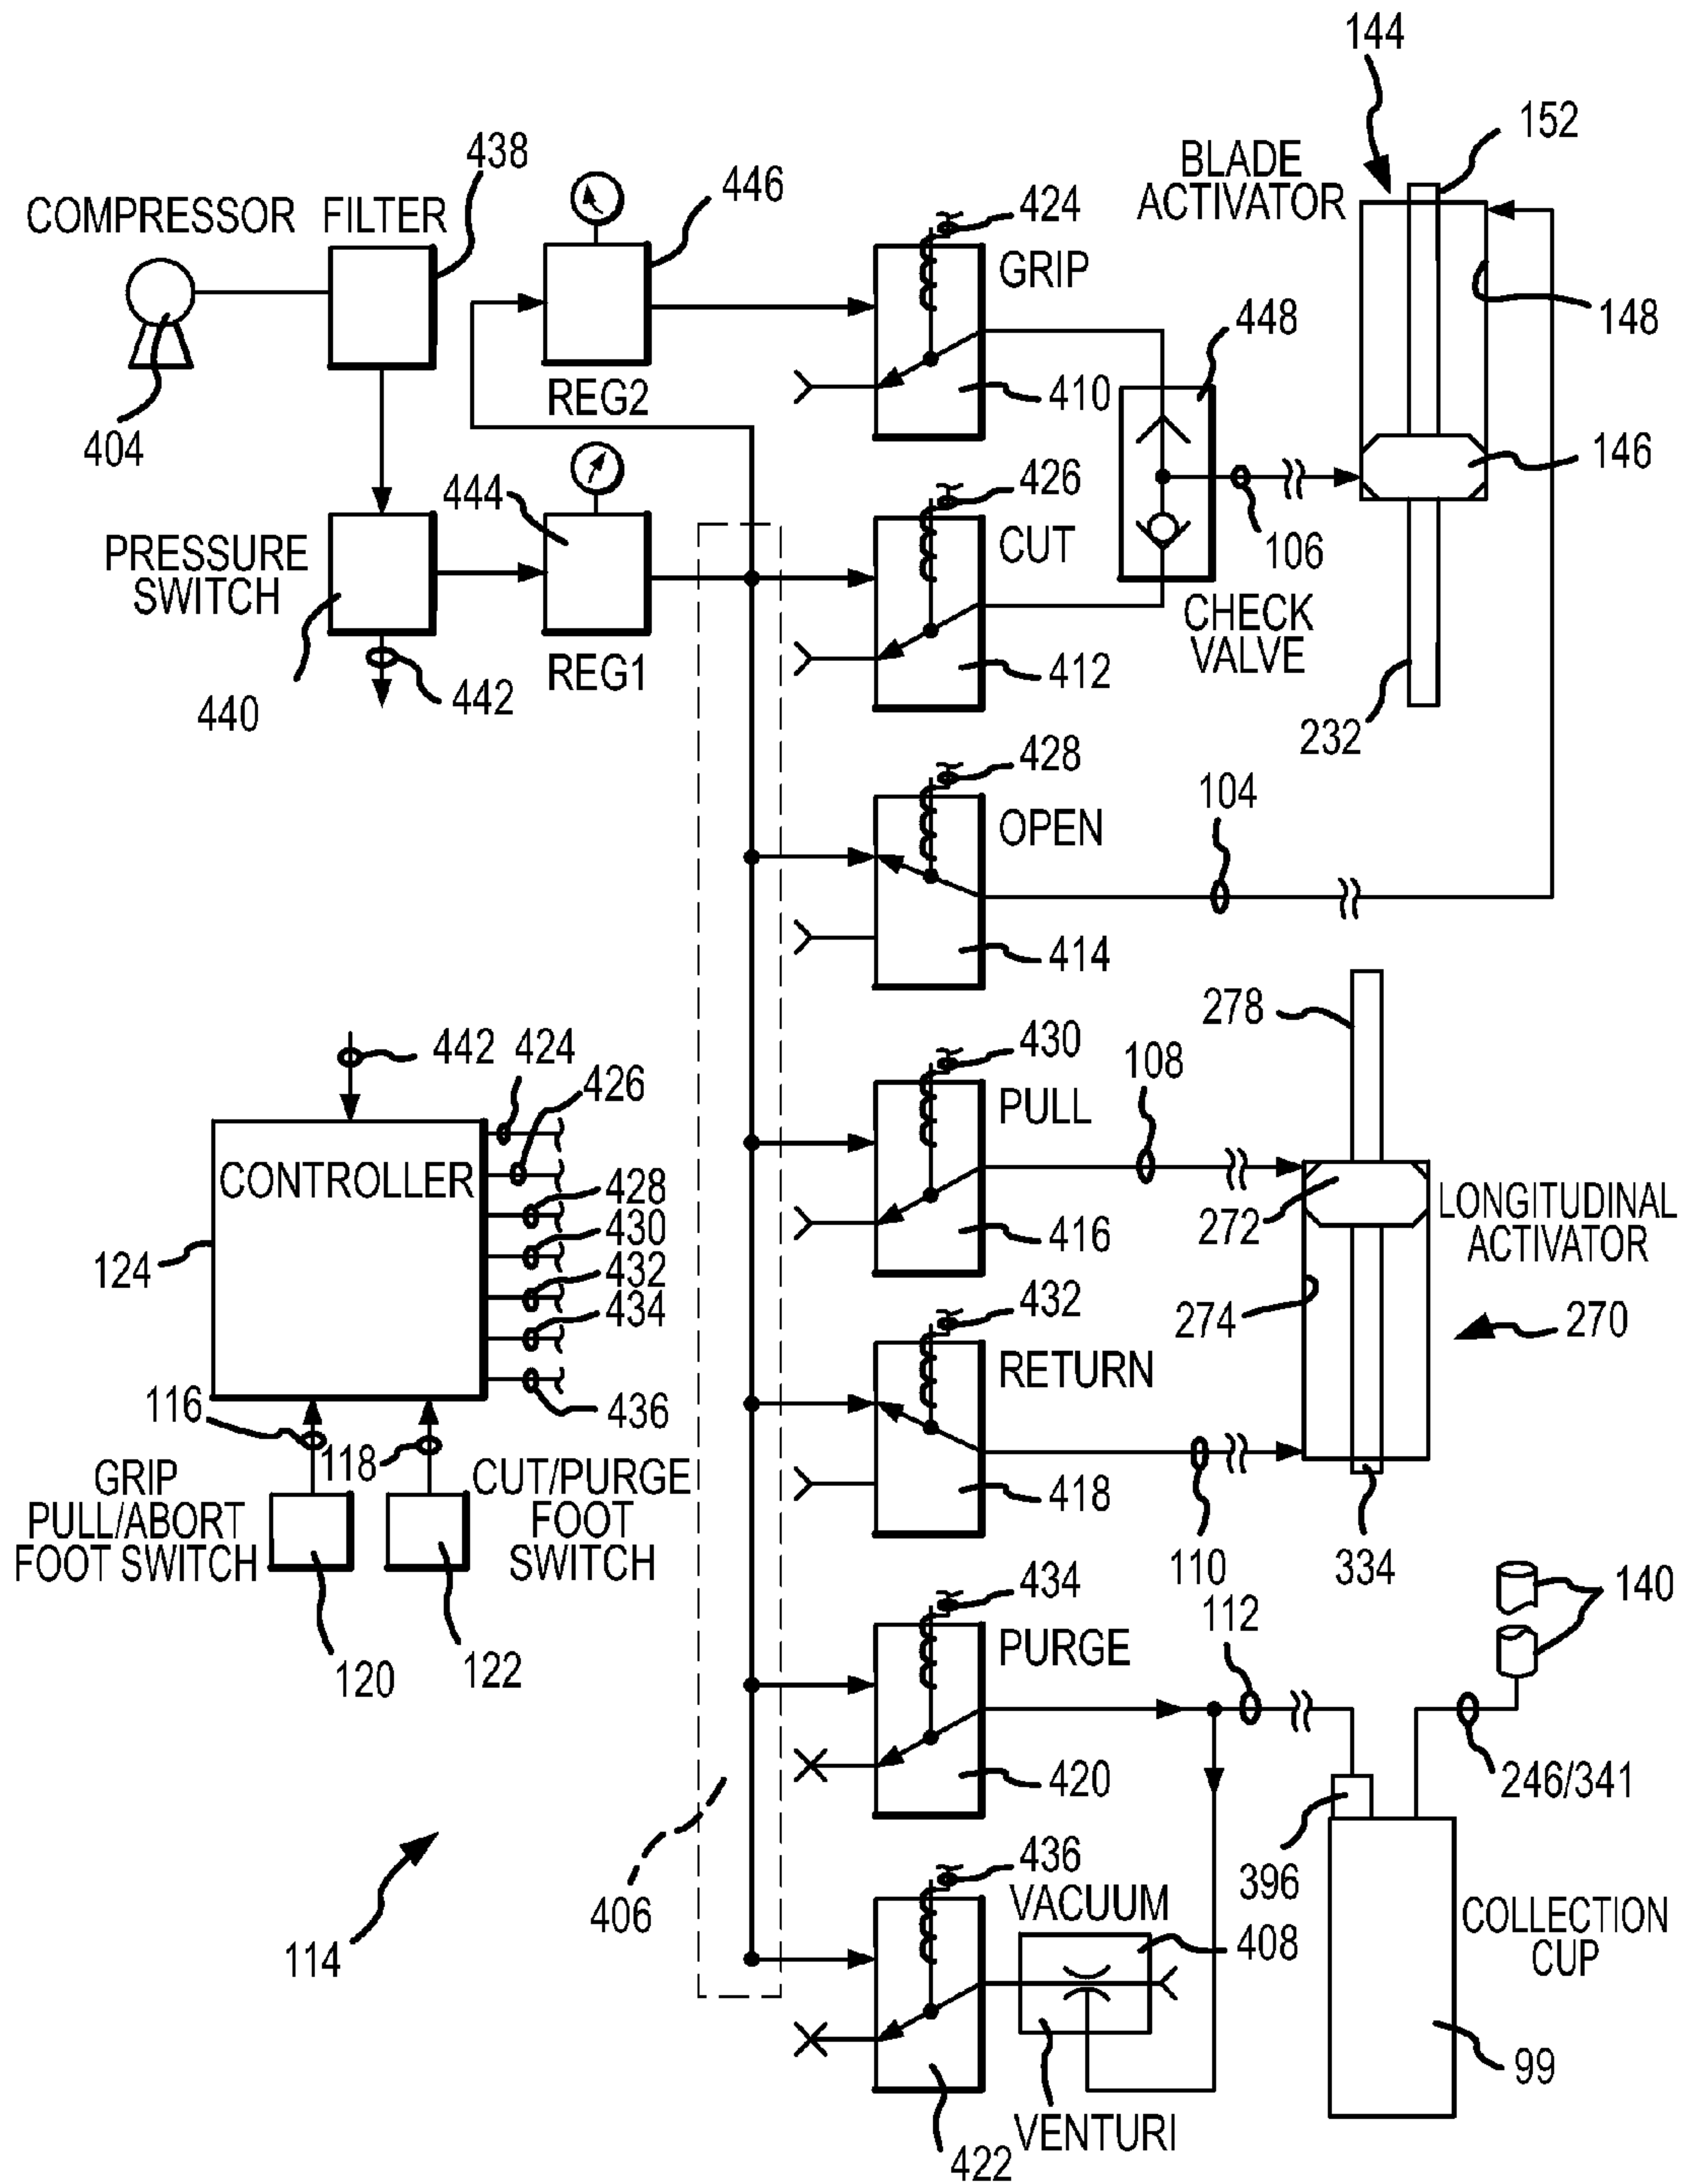 144
152
BLADE
ACTIVATOR
438
446
424
COMPRESSOR
FILTER
GRIP
448
148
404
REG2
410
146
444
426
CUT
106
PRESSURE
SWITCH
CHECK
VALVE
REG1
412
440
442
232
428
104
OPEN
414
278
442
424
430
108
426
PULL
CONTROLLER
428
430
432
434
436
124
416
272
LONGITUDINAL
ACTIVATOR
274
270
432
RETURN
116
118
GRIP
PULL/ABORT
FOOT SWITCH
CUT/PURGE
FOOT
SWITCH
418
110
334
434
112
140
120
122
PURGE
420
246/341
396
436
VACUUM
408
406
114
COLLECTION
CUP
99
VENTURI
422